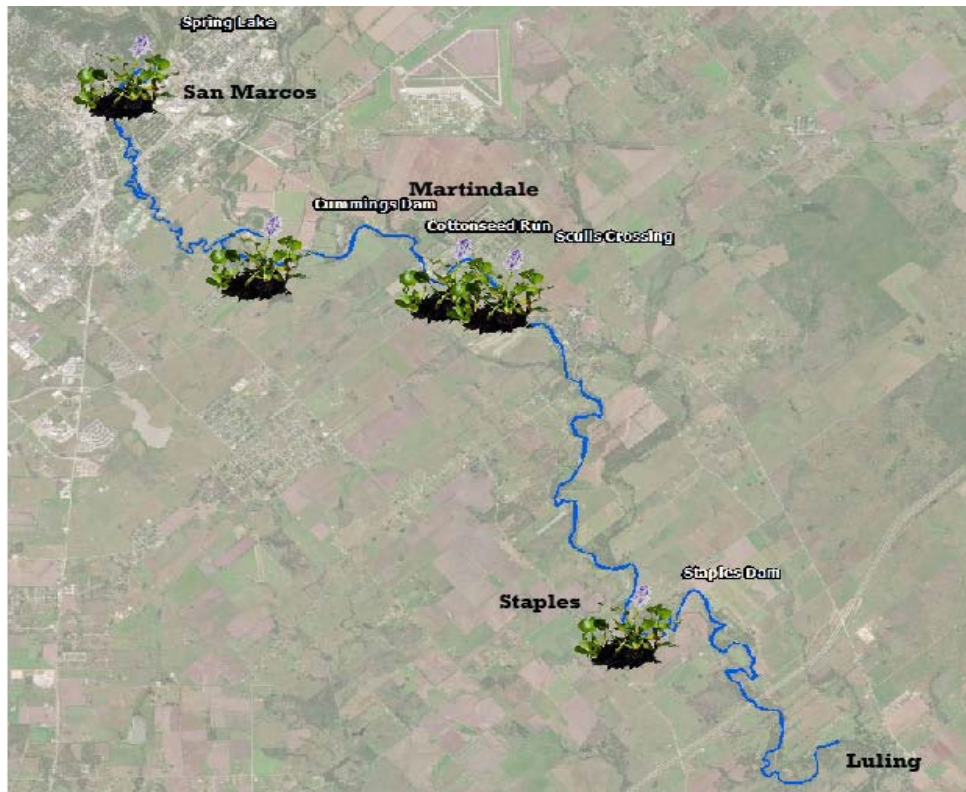 Spring Lake
San Marcos
Martindale
Cummings Dam
Cottonseed Run
Sculls Crossing
Staples Dam
Staples
Luling